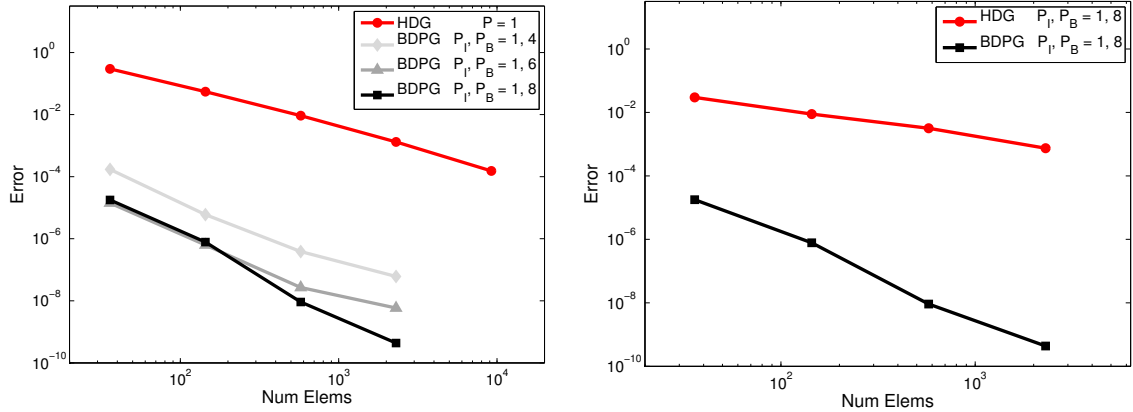 HDG P = 1
BDPG P_I, P_B = 1, 4
BDPG P_I, P_B = 1, 6
BDPG P_I, P_B = 1, 8
10^0
10^-2
10^-4
10^-6
10^-8
10^-10
Error
10^2 10^3 10^4
Num Elems
HDG P_I, P_B = 1, 8
BDPG P_I, P_B = 1, 8
10^0
10^-2
10^-4
10^-6
10^-8
10^-10
Error
10^2 10^3
Num Elems